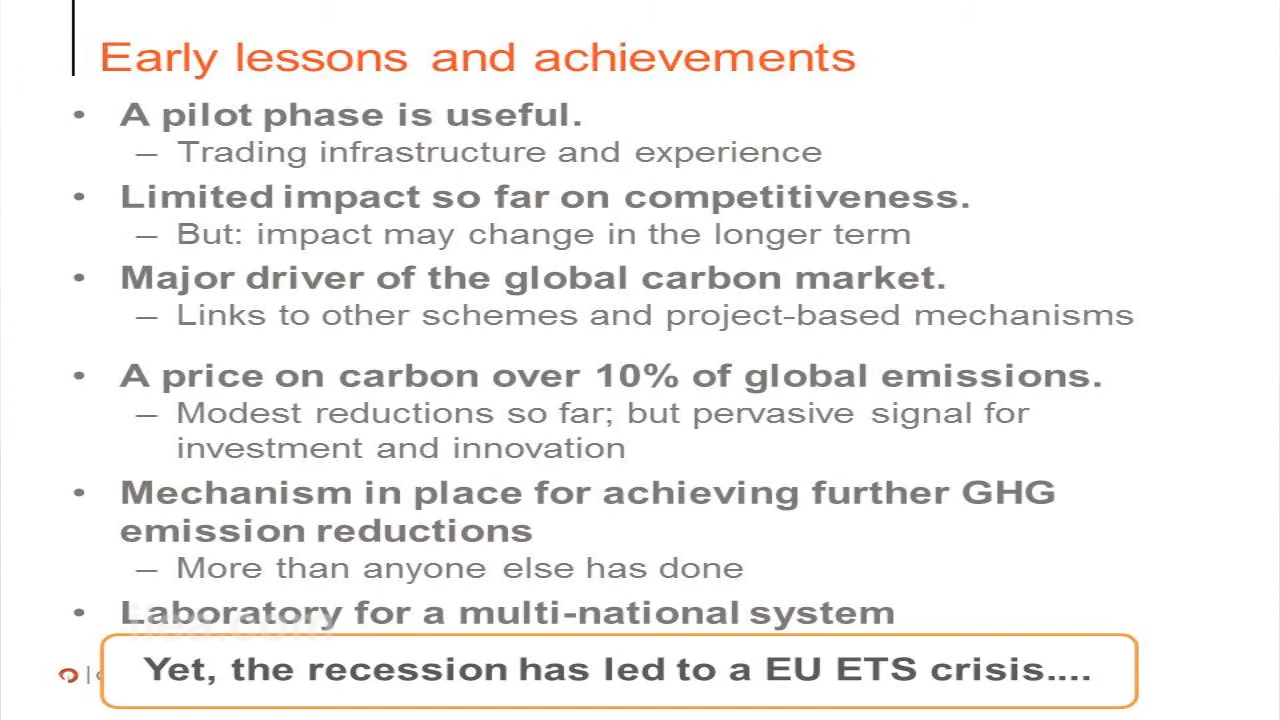 Early lessons and achievements
• A pilot phase is useful.
– Trading infrastructure and experience
• Limited impact so far on competitiveness.
– But: impact may change in the longer term
• Major driver of the global carbon market.
– Links to other schemes and project-based mechanisms
• A price on carbon over 10% of global emissions.
– Modest reductions so far; but pervasive signal for
investment and innovation
• Mechanism in place for achieving further GHG
emission reductions
– More than anyone else has done
• Laboratory for a multi-national system
Yet, the recession has led to a EU ETS crisis....